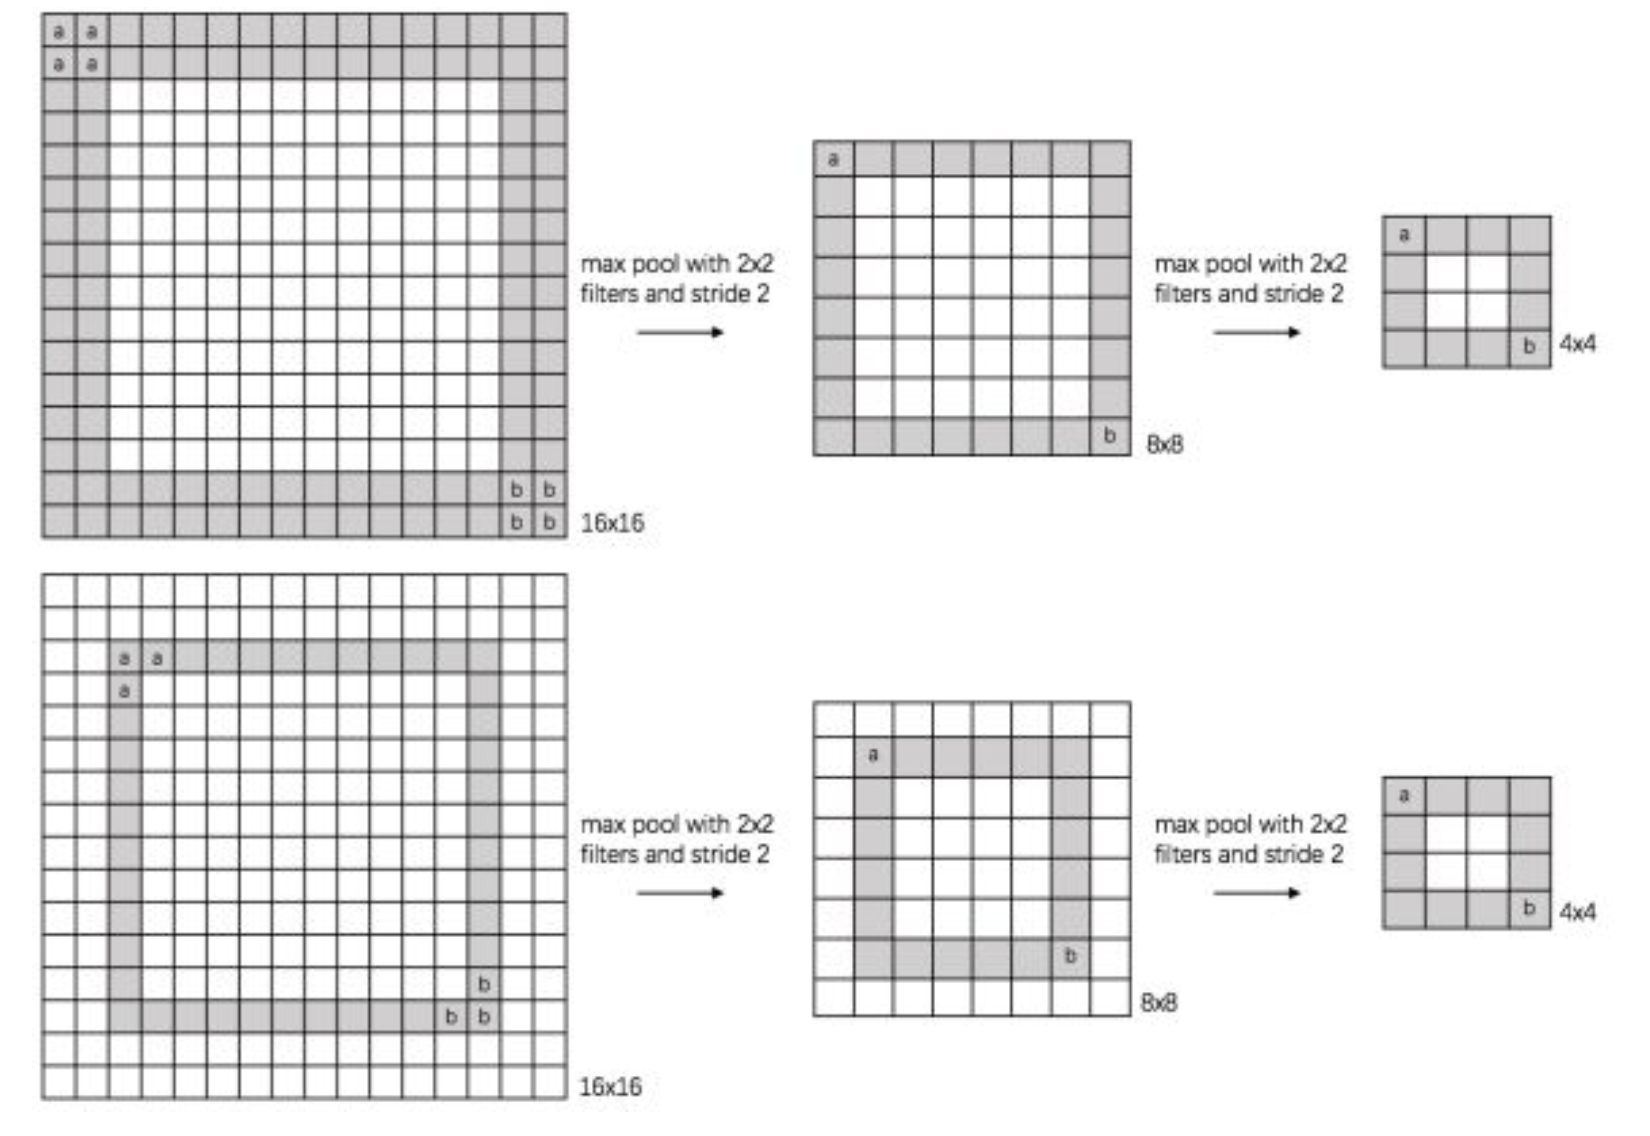 a a
a a
a
max pool with 2x2
filters and stride 2
max pool with 2x2
filters and stride 2
a
b 4x4
b 8x8
b b
b b 16x16
a a
a
a
max pool with 2x2
filters and stride 2
max pool with 2x2
filters and stride 2
a
b 4x4
b
8x8
b
b b
16x16